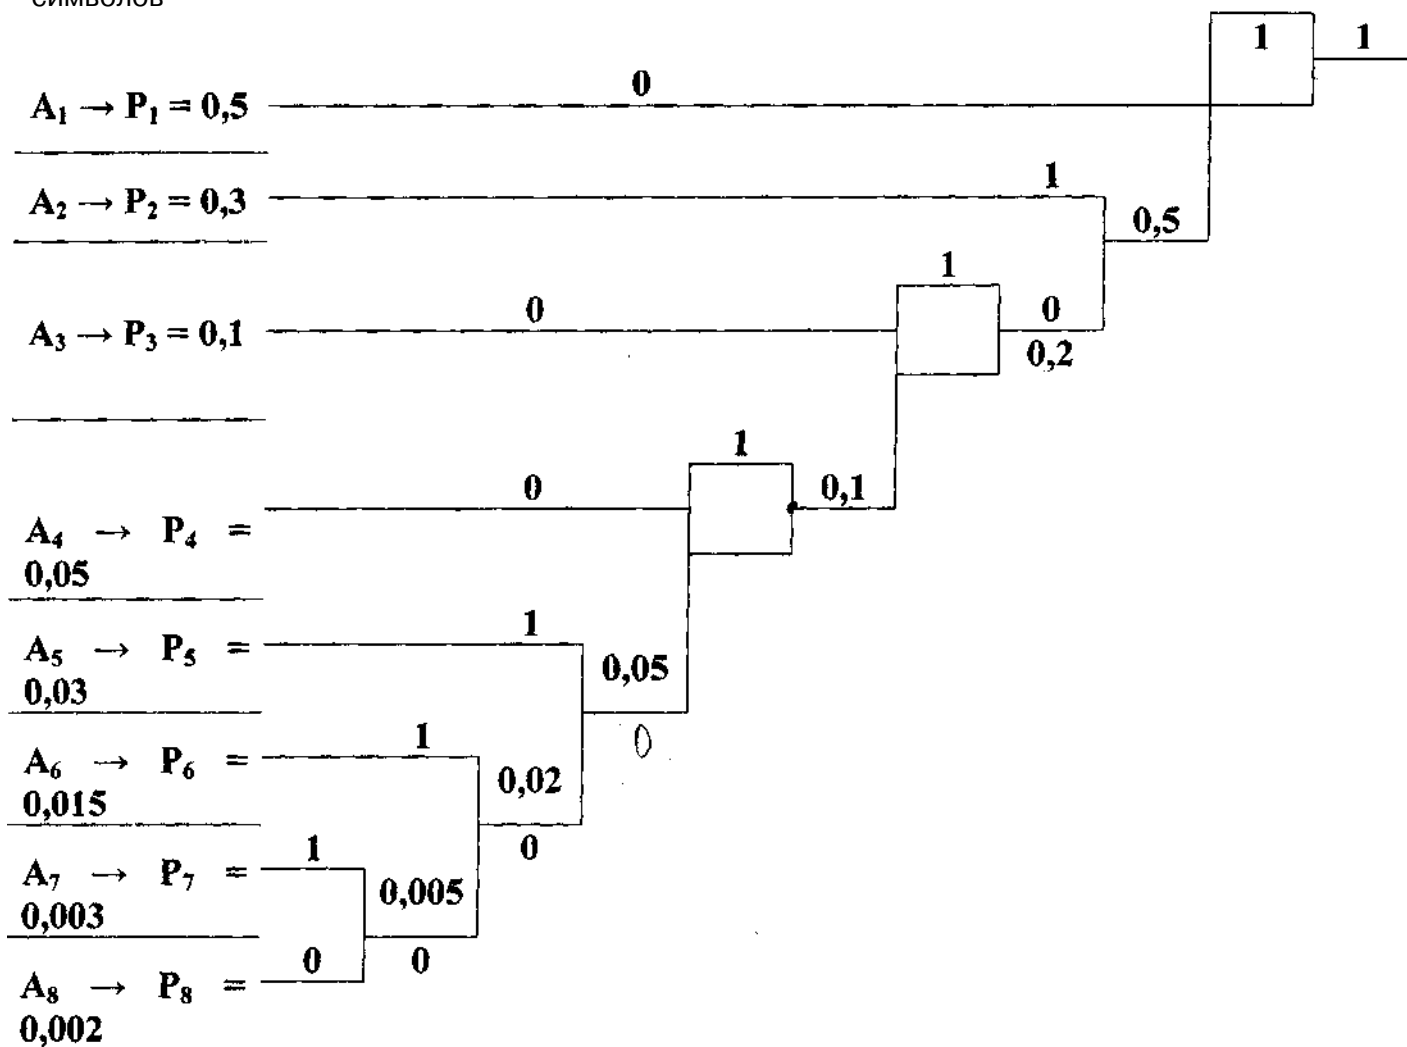 символов
1 1
0
A₁ → P₁ = 0,5
1
A₂ → P₂ = 0,3
0,5
1
0 0
A₃ → P₃ = 0,1
0,2
1
0 0,1
A₄ → P₄ =
0,05
1
A₅ → P₅ =
0,05
0,03
0
1
A₆ → P₆ =
0,02
0,015
1 0
A₇ → P₇ =
0,005
0,003
0 0
A₈ → P₈ =
0,002